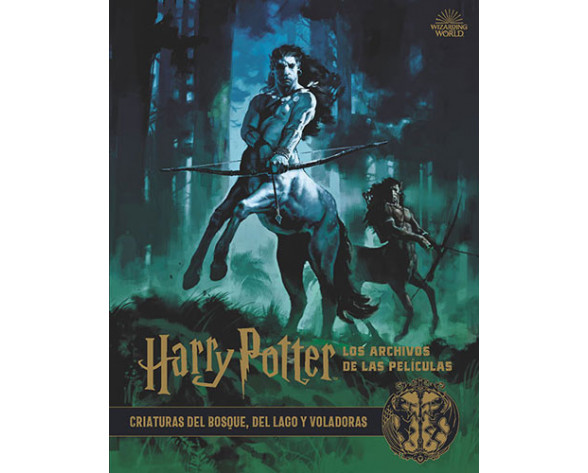 WIZARDING
WORLD
Harry Potter
LOS ARCHIVOS
DE LAS PELÍCULAS
CRIATURAS DEL BOSQUE, DEL LAGO Y VOLADORAS